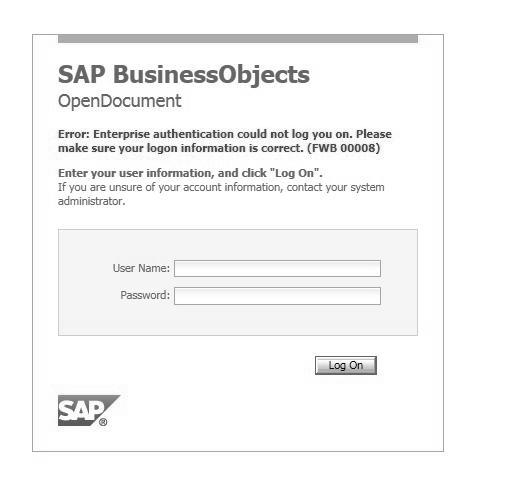 SAP BusinessObjects
OpenDocument
Error: Enterprise authentication could not log you on. Please
make sure your logon information is correct. (FWB 00008)
Enter your user information, and click "Log On".
If you are unsure of your account information, contact your system
administrator.
User Name:
Password:
Log On
SAP®